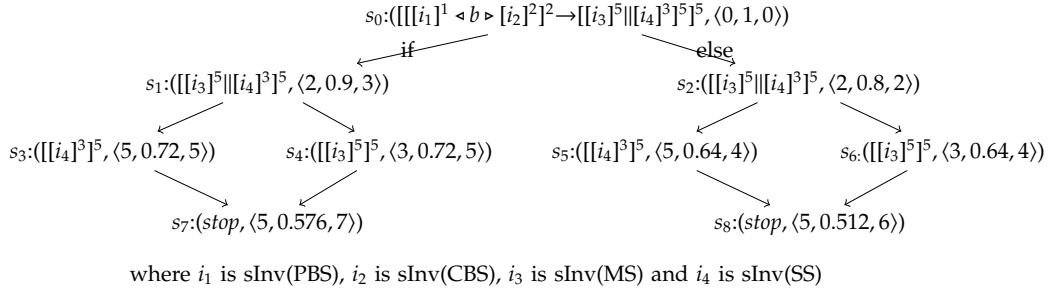 s₀:([[[i₁]¹ ◂ b ▸ [i₂]²]²→[[i₃]⁵||[i₄]³]⁵]⁵, ⟨0, 1, 0⟩)
if else
s₁:([[i₃]⁵||[i₄]³]⁵, ⟨2, 0.9, 3⟩) s₂:([[i₃]⁵||[i₄]³]⁵, ⟨2, 0.8, 2⟩)
s₃:([[i₄]³]⁵, ⟨5, 0.72, 5⟩) s₄:([[i₃]⁵]⁵, ⟨3, 0.72, 5⟩) s₅:([[i₄]³]⁵, ⟨5, 0.64, 4⟩) s₆:([[i₃]⁵]⁵, ⟨3, 0.64, 4⟩)
s₇:(stop, ⟨5, 0.576, 7⟩) s₈:(stop, ⟨5, 0.512, 6⟩)
where i₁ is sInv(PBS), i₂ is sInv(CBS), i₃ is sInv(MS) and i₄ is sInv(SS)